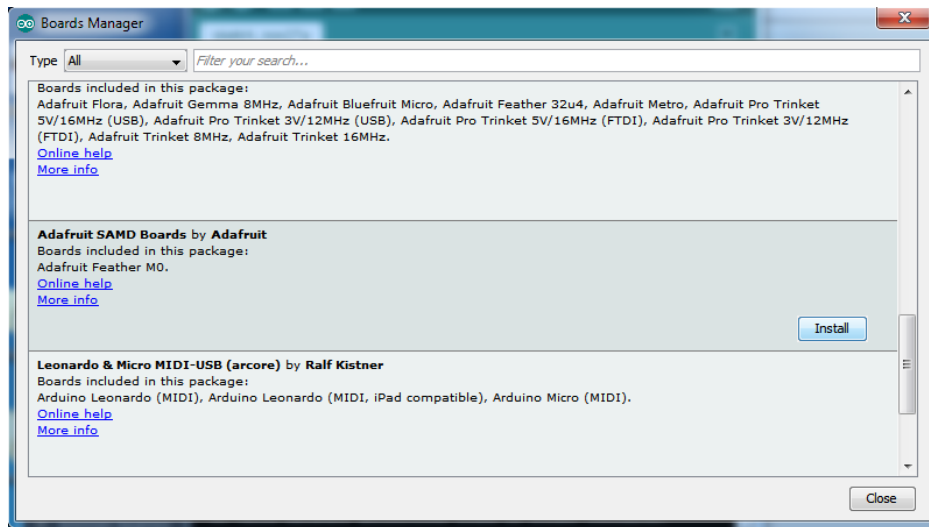 Boards Manager
Type All Filter your search...
Boards included in this package:
Adafruit Flora, Adafruit Gemma 8MHz, Adafruit Bluefruit Micro, Adafruit Feather 32u4, Adafruit Metro, Adafruit Pro Trinket
5V/16MHz (USB), Adafruit Pro Trinket 3V/12MHz (USB), Adafruit Pro Trinket 5V/16MHz (FTDI), Adafruit Pro Trinket 3V/12MHz
(FTDI), Adafruit Trinket 8MHz, Adafruit Trinket 16MHz.
Online help
More info
Adafruit SAMD Boards by Adafruit
Boards included in this package:
Adafruit Feather M0.
Online help
More info
Install
Leonardo & Micro MIDI-USB (arcore) by Ralf Kistner
Boards included in this package:
Arduino Leonardo (MIDI), Arduino Leonardo (MIDI, iPad compatible), Arduino Micro (MIDI).
Online help
More info
Close